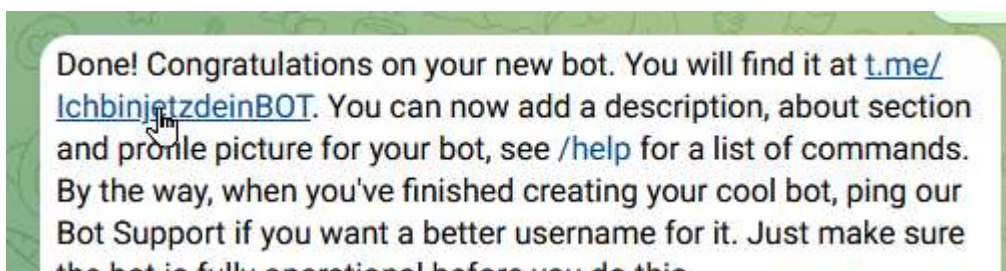 Done! Congratulations on your new bot. You will find it at t.me/
IchbinjetzdeinBOT. You can now add a description, about section
and profile picture for your bot, see /help for a list of commands.
By the way, when you've finished creating your cool bot, ping our
Bot Support if you want a better username for it. Just make sure
the bot is fully operational before you do this.